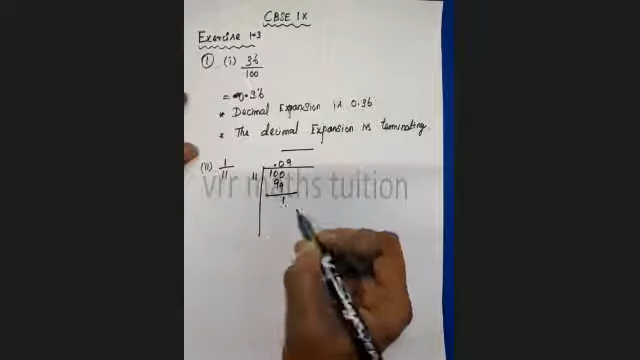 CBSE IX
Exercise 1.3
① (i) 36/100
= 0.36
* Decimal Expansion is 0.36
* The decimal Expansion is terminating.
(ii) 1/11
.09
11 100
99
1
vrr maths tuition